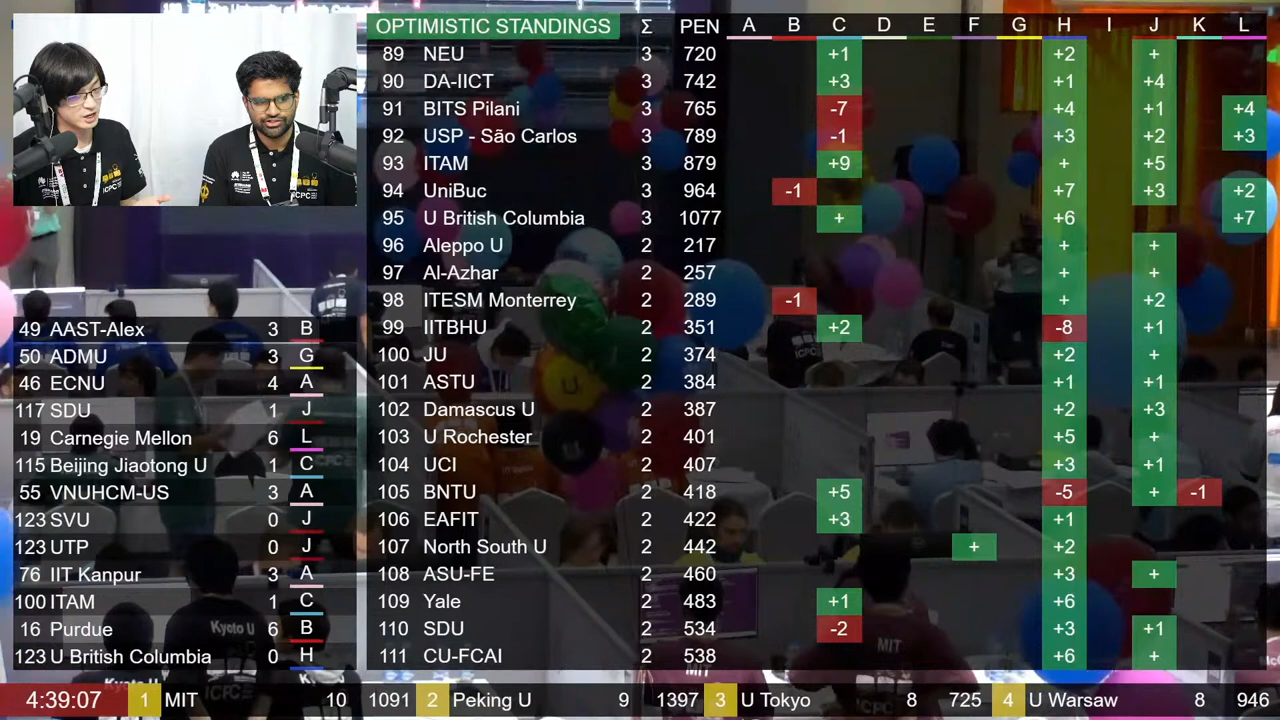 OPTIMISTIC STANDINGS Σ PEN A B C D E F G H I J K L
89 NEU 3 720 +1 +2 +
90 DA-IICT 3 742 +3 +1 +4
91 BITS Pilani 3 765 -7 +4 +1 +4
92 USP - São Carlos 3 789 -1 +3 +2 +3
93 ITAM 3 879 +9 + +5
94 UniBuc 3 964 -1 +7 +3 +2
95 U British Columbia 3 1077 + +6 +7
96 Aleppo U 2 217 + +
97 Al-Azhar 2 257 + +
98 ITESM Monterrey 2 289 -1 + +2
99 IITBHU 2 351 +2 -8 +1
100 JU 2 374 +2 +
101 ASTU 2 384 +1 +1
102 Damascus U 2 387 +2 +3
103 U Rochester 2 401 +5 +
104 UCI 2 407 +3 +1
105 BNTU 2 418 +5 -5 + -1
106 EAFIT 2 422 +3 +1
107 North South U 2 442 + +2
108 ASU-FE 2 460 +3 +
109 Yale 2 483 +1 +6
110 SDU 2 534 -2 +3 +1
111 CU-FCAI 2 538 +6 +
49 AAST-Alex 3 B
50 ADMU 3 G
46 ECNU 4 A
117 SDU 1 J
19 Carnegie Mellon 6 L
115 Beijing Jiaotong U 1 C
55 VNUHCM-US 3 A
123 SVU 0 J
123 UTP 0 J
76 IIT Kanpur 3 A
100 ITAM 1 C
16 Purdue 6 B
123 U British Columbia 0 H
Kyoto U
ICPC
MIT
4:39:07 1 MIT 10 1091 2 Peking U 9 1397 3 U Tokyo 8 725 4 U Warsaw 8 946